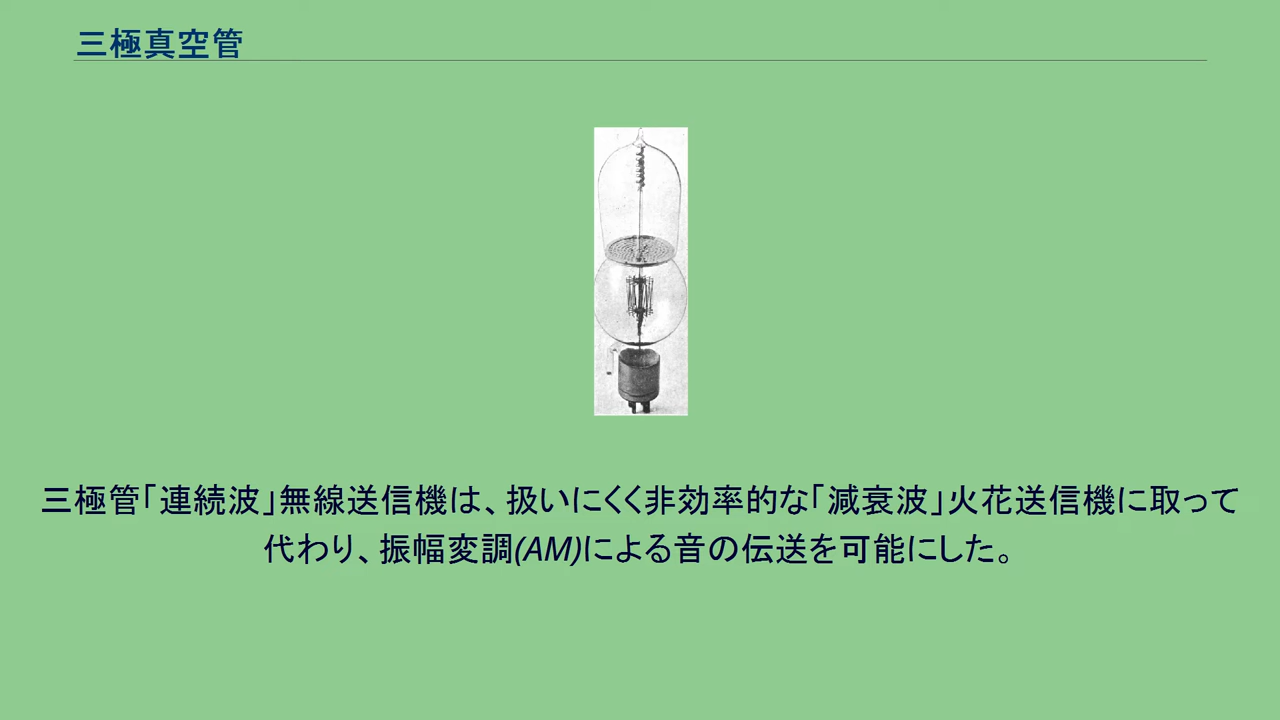 三極真空管
三極管「連続波」無線送信機は、扱いにくく非効率的な「減衰波」火花送信機に取って
代わり、振幅変調(AM)による音の伝送を可能にした。